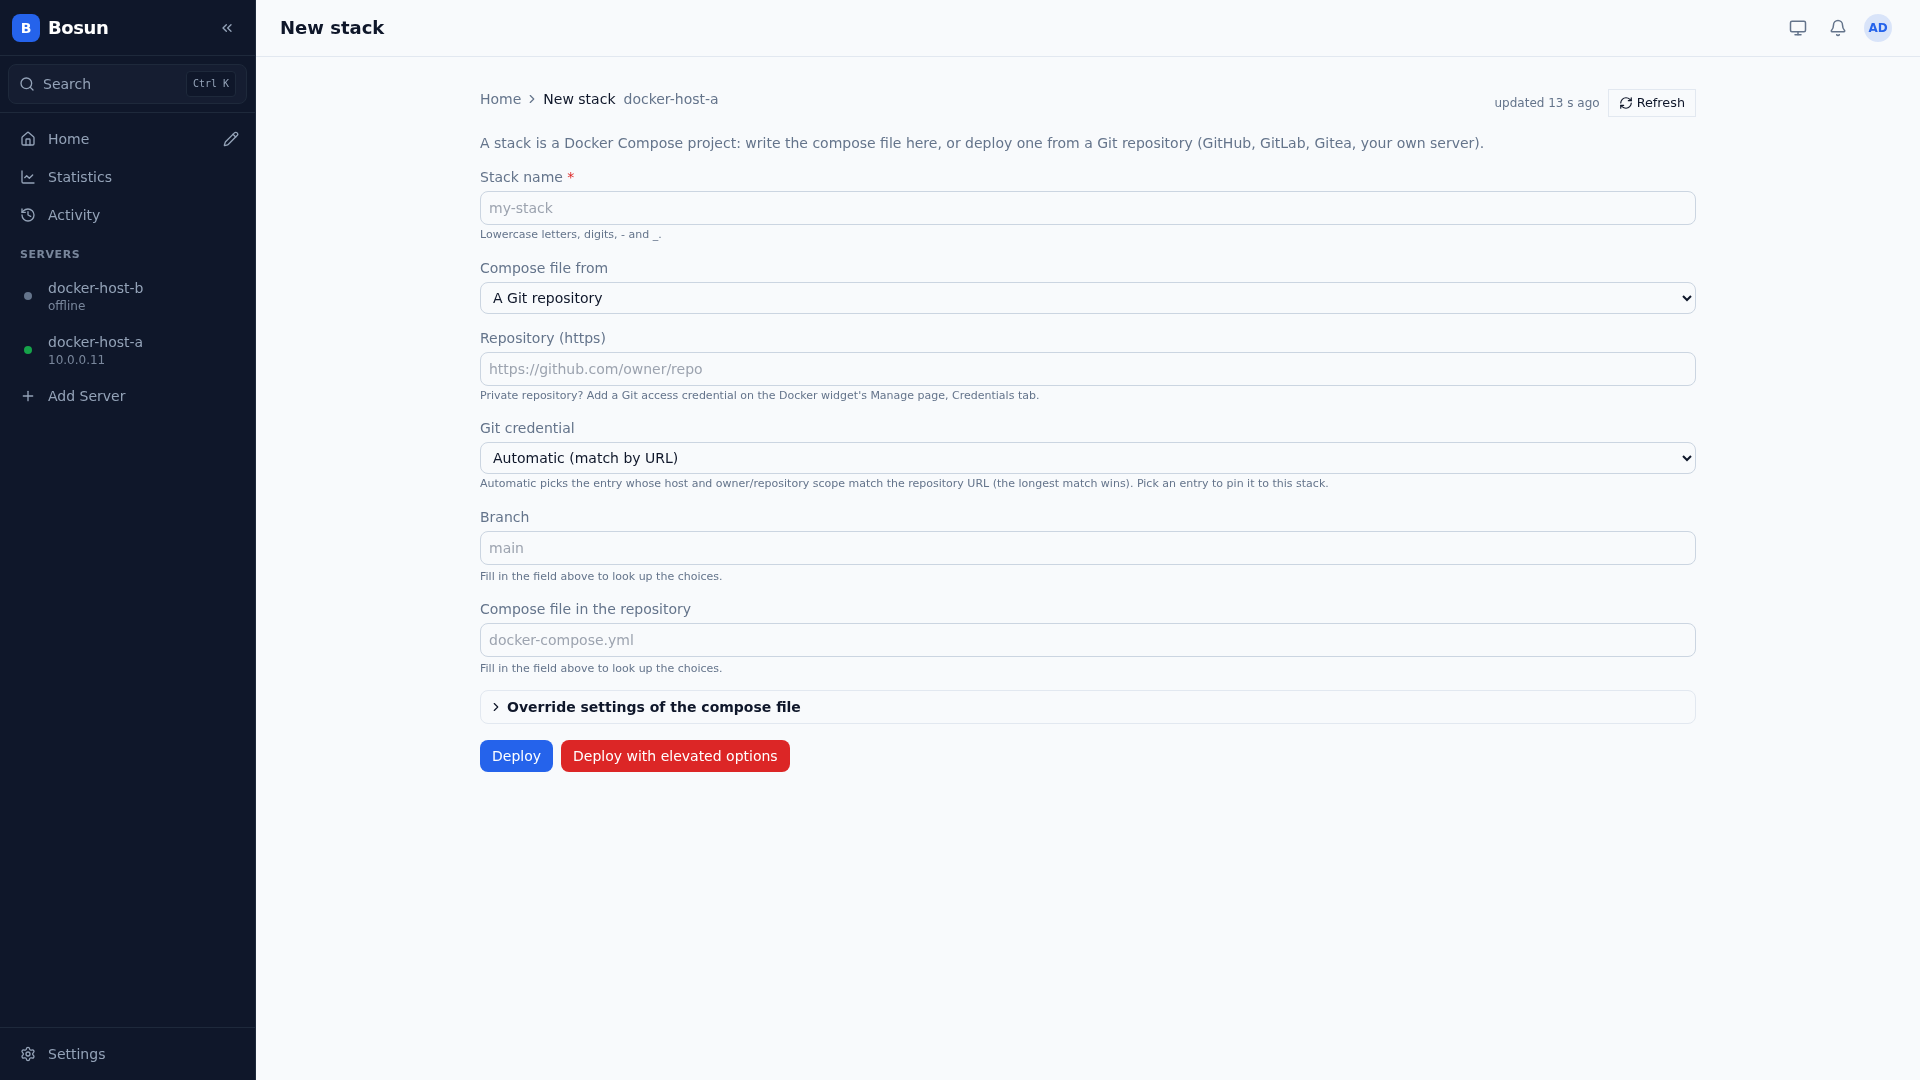 B Bosun
Search Ctrl K
Home
Statistics
Activity
SERVERS
docker-host-b
offline
docker-host-a
10.0.0.11
Add Server
Settings
New stack
AD
Home New stack docker-host-a
updated 13 s ago Refresh
A stack is a Docker Compose project: write the compose file here, or deploy one from a Git repository (GitHub, GitLab, Gitea, your own server).
Stack name *
my-stack
Lowercase letters, digits, - and _.
Compose file from
A Git repository
Repository (https)
https://github.com/owner/repo
Private repository? Add a Git access credential on the Docker widget's Manage page, Credentials tab.
Git credential
Automatic (match by URL)
Automatic picks the entry whose host and owner/repository scope match the repository URL (the longest match wins). Pick an entry to pin it to this stack.
Branch
main
Fill in the field above to look up the choices.
Compose file in the repository
docker-compose.yml
Fill in the field above to look up the choices.
Override settings of the compose file
Deploy Deploy with elevated options